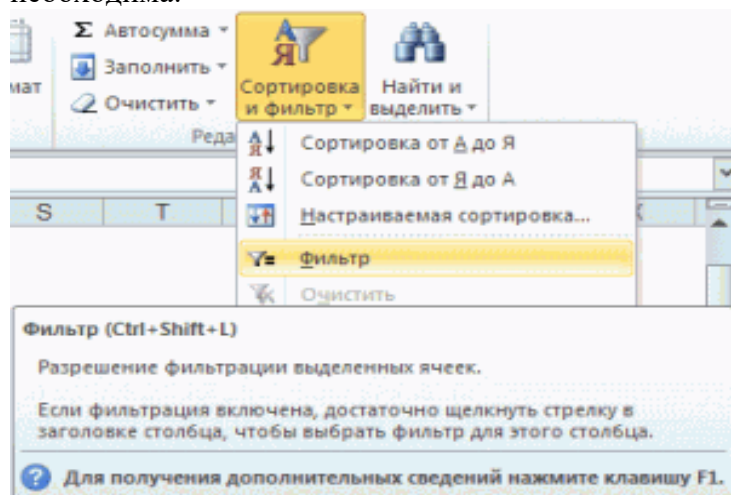 необходима.
Σ Автосумма
Заполнить
мат
Очистить
Сортировка
и фильтр
Найти и
выделить
Реда
Сортировка от А до Я
Сортировка от Я до А
Настраиваемая сортировка...
S T
Фильтр
Очистить
Фильтр (Ctrl+Shift+L)
Разрешение фильтрации выделенных ячеек.
Если фильтрация включена, достаточно щелкнуть стрелку в
заголовке столбца, чтобы выбрать фильтр для этого столбца.
Для получения дополнительных сведений нажмите клавишу F1.